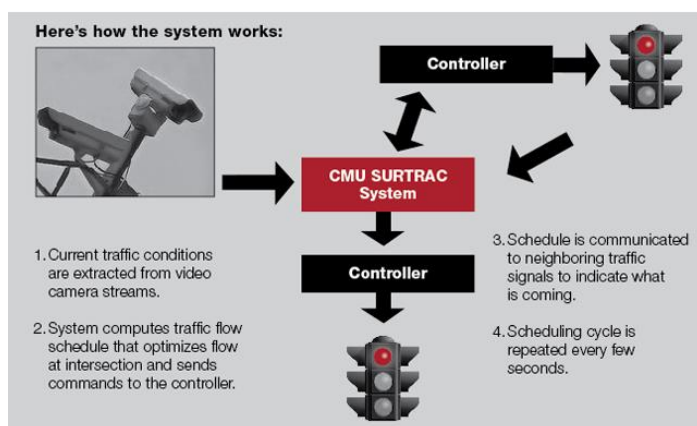 Here's how the system works:
Controller
CMU SURTRAC
System
Controller
1. Current traffic conditions
are extracted from video
camera streams.
2. System computes traffic flow
schedule that optimizes flow
at intersection and sends
commands to the controller.
3. Schedule is communicated
to neighboring traffic
signals to indicate what
is coming.
4. Scheduling cycle is
repeated every few
seconds.